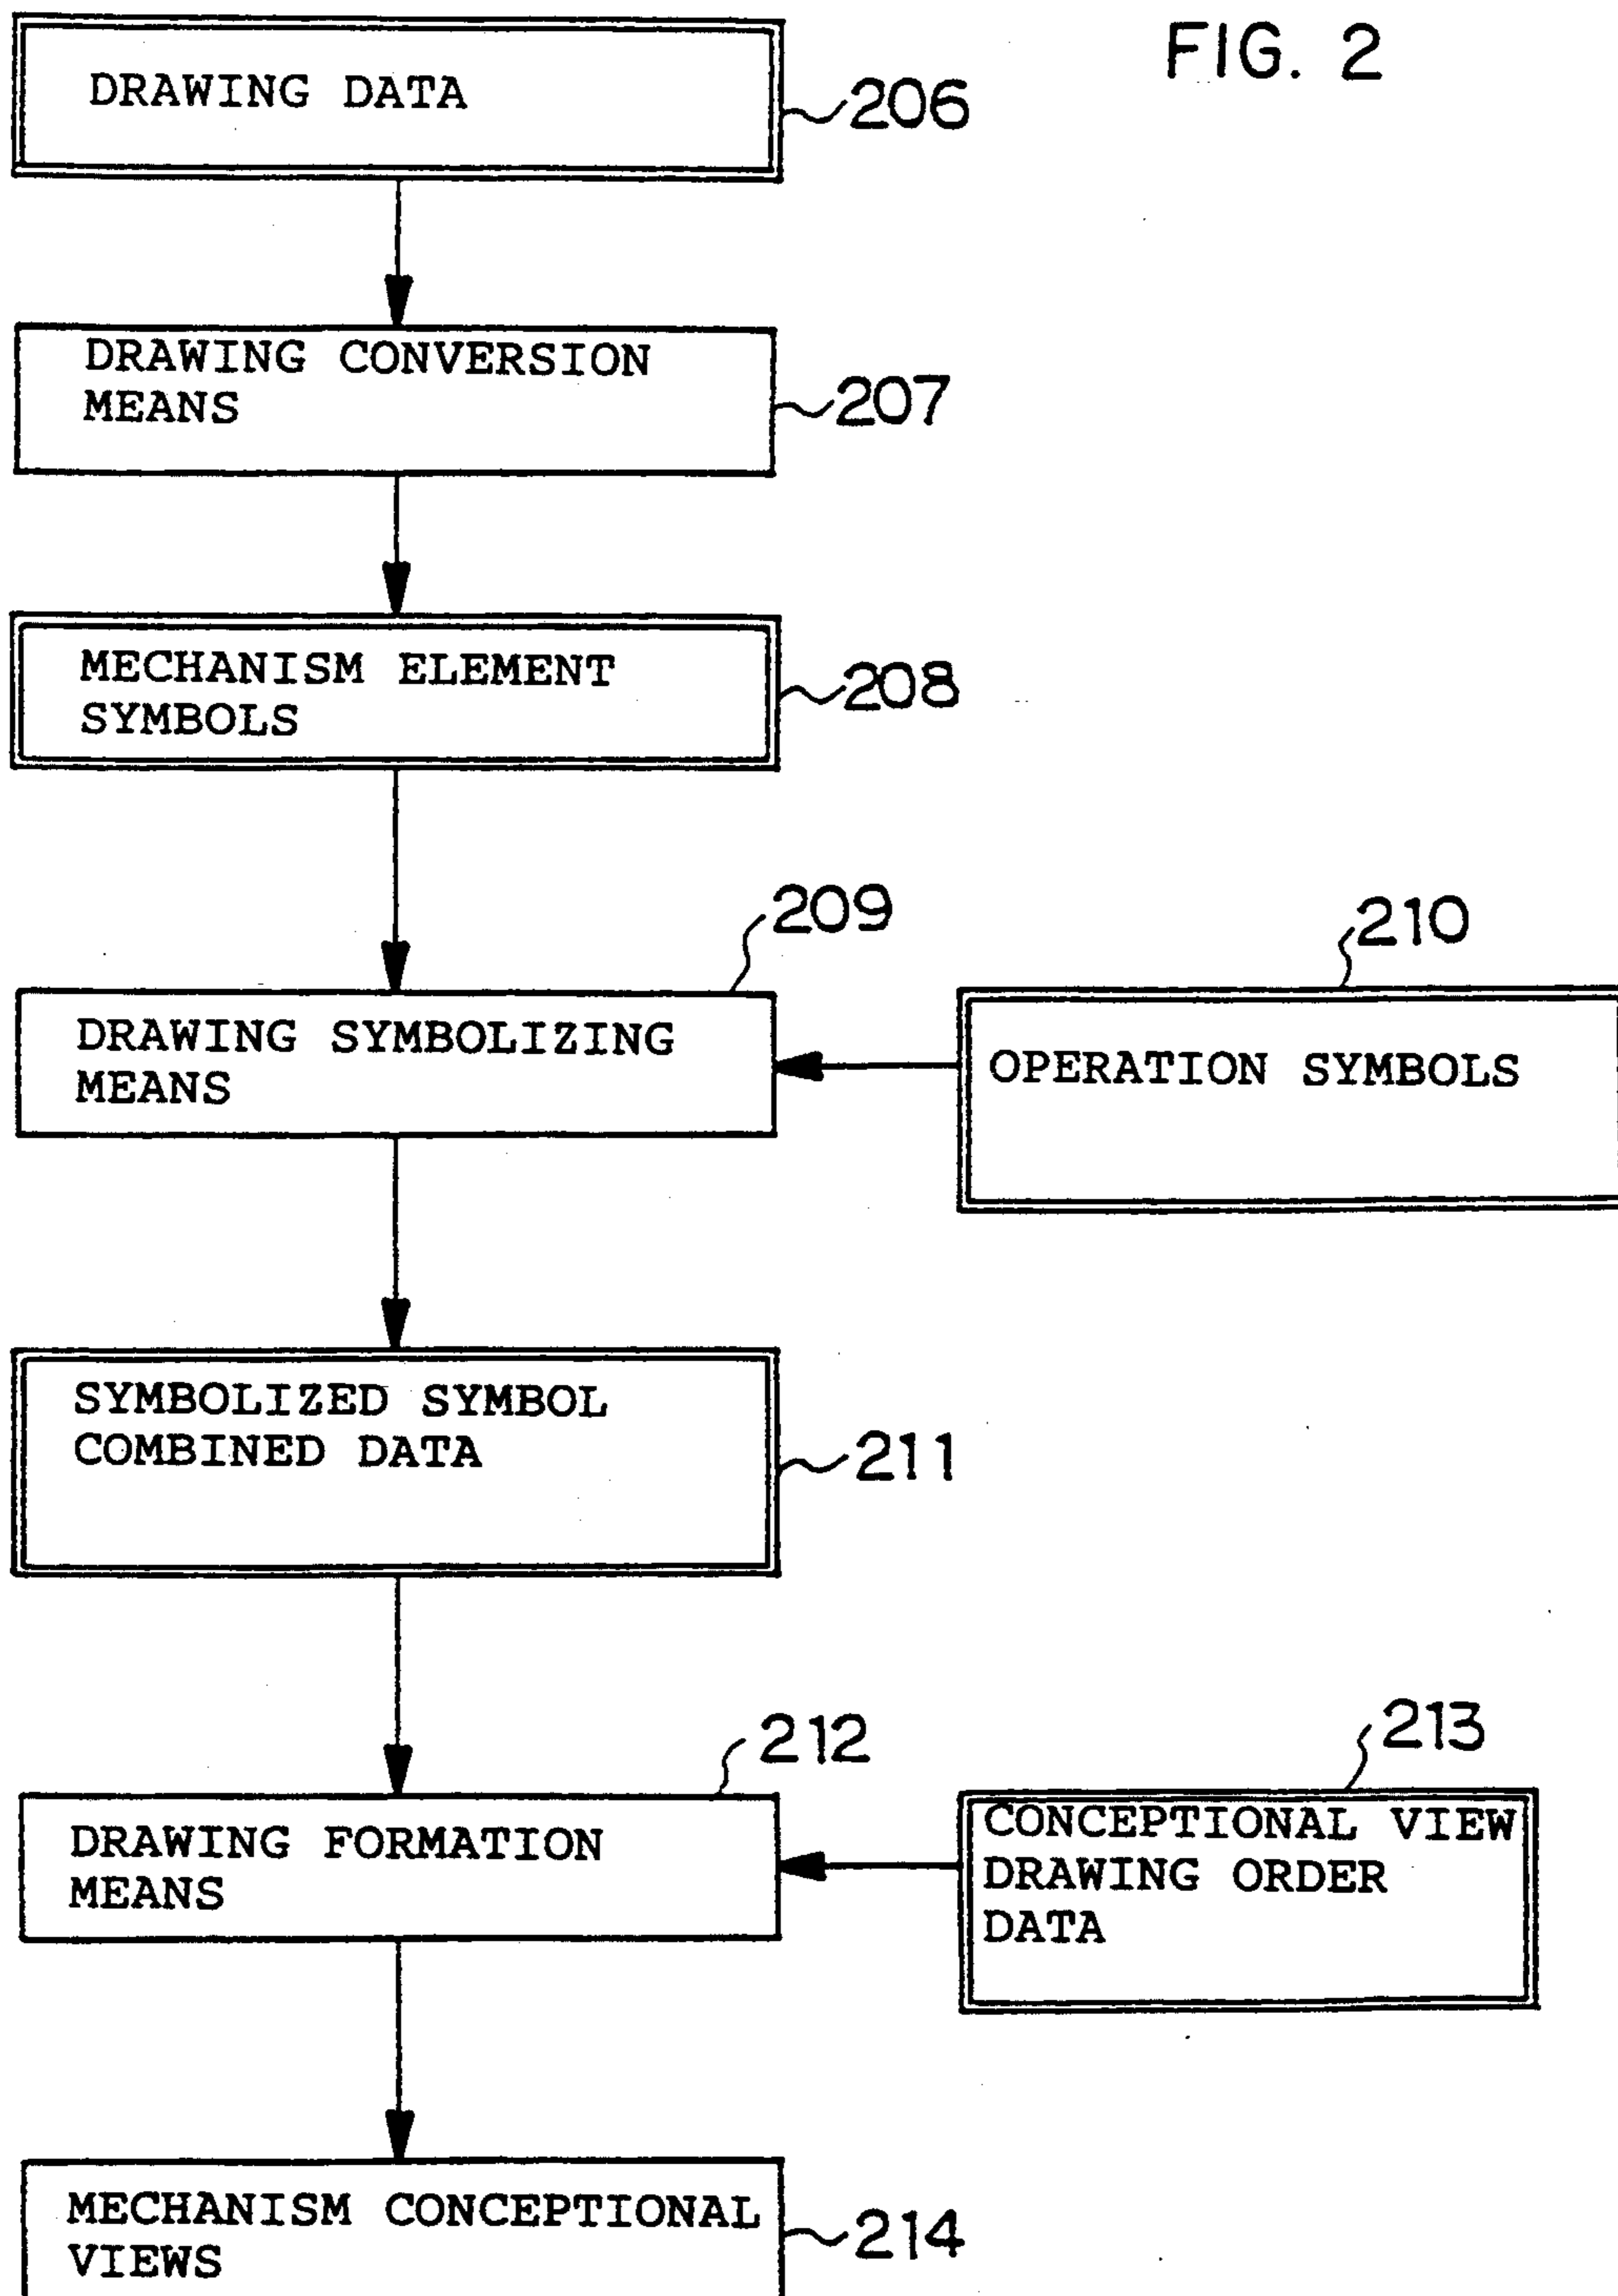 FIG. 2
DRAWING DATA
206
DRAWING CONVERSION
MEANS
207
MECHANISM ELEMENT
SYMBOLS
208
209
210
DRAWING SYMBOLIZING
MEANS
OPERATION SYMBOLS
SYMBOLIZED SYMBOL
COMBINED DATA
211
212
213
DRAWING FORMATION
MEANS
CONCEPTIONAL VIEW
DRAWING ORDER
DATA
MECHANISM CONCEPTIONAL
VIEWS
214